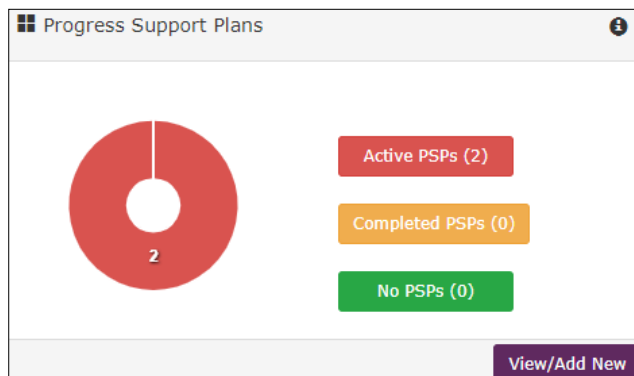 Progress Support Plans
Active PSPs (2)
Completed PSPs (0)
2
No PSPs (0)
View/Add New